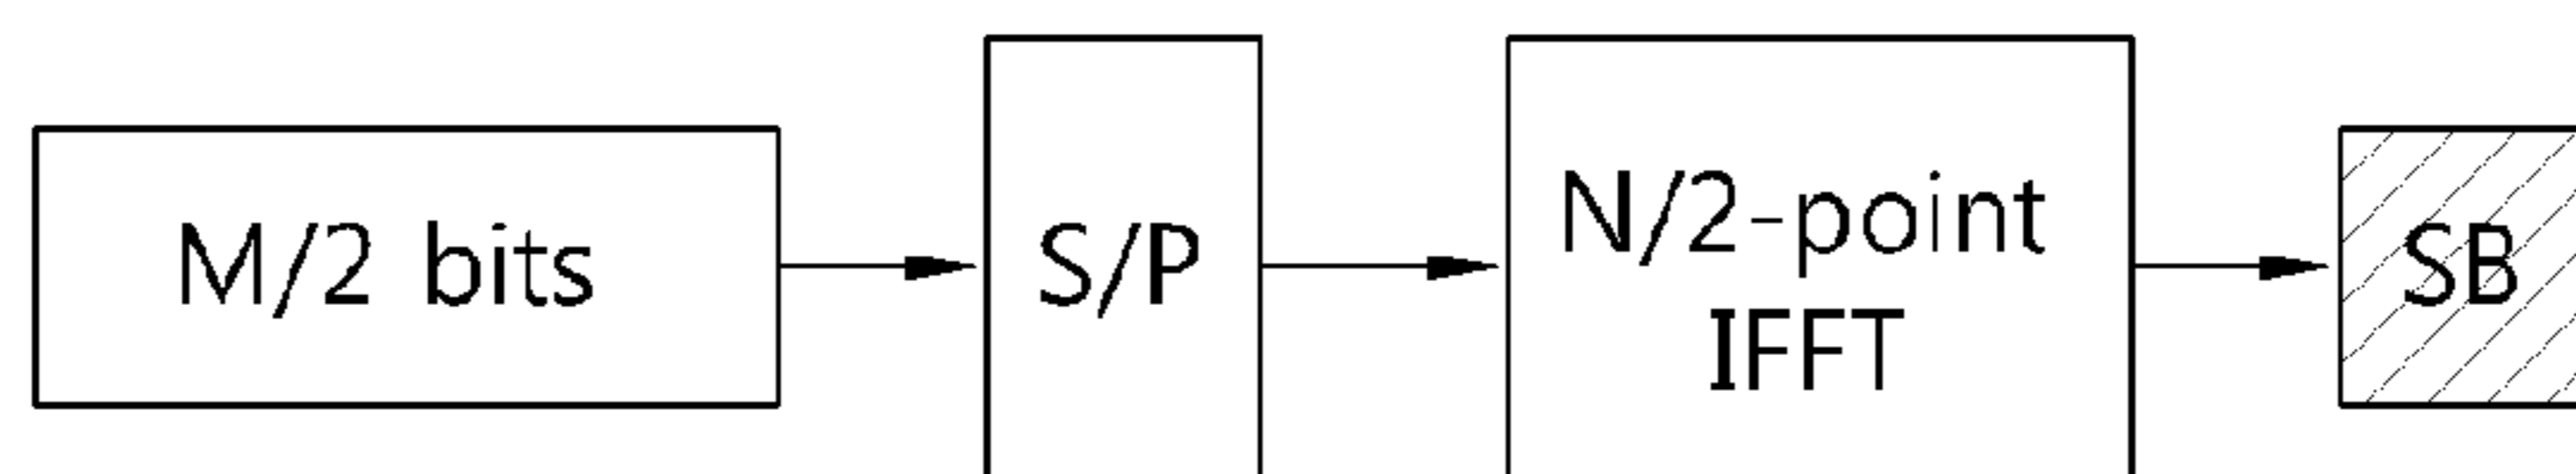 M/2 bits
S/P
N/2-point
IFFT
SB